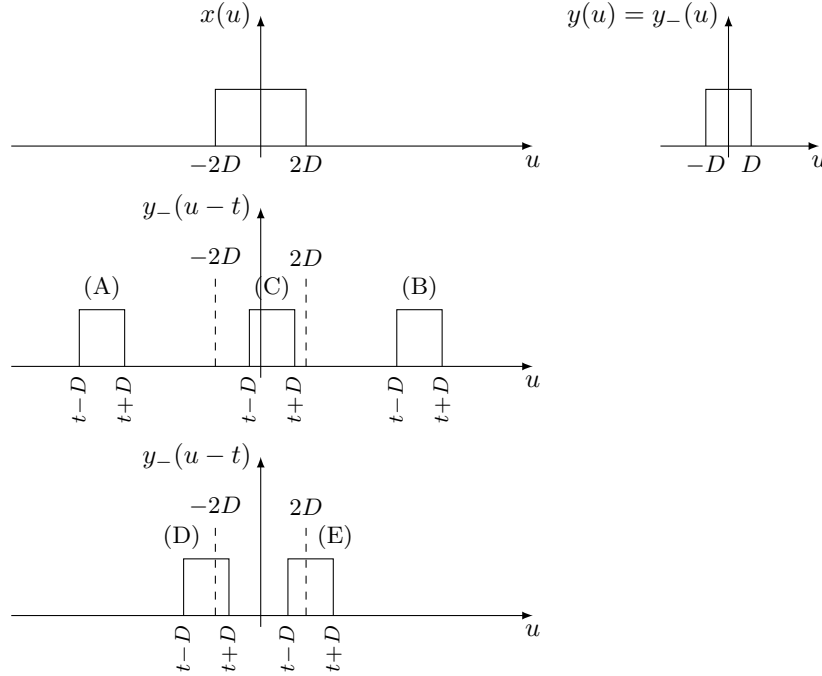 x(u)
y(u) = y₋(u)
−2D 2D u
−D D u
y₋(u − t)
−2D 2D
(A) (C) (B)
t−D t+D t−D t+D t−D t+D u
y₋(u − t)
−2D 2D
(D) (E)
t−D t+D t−D t+D u